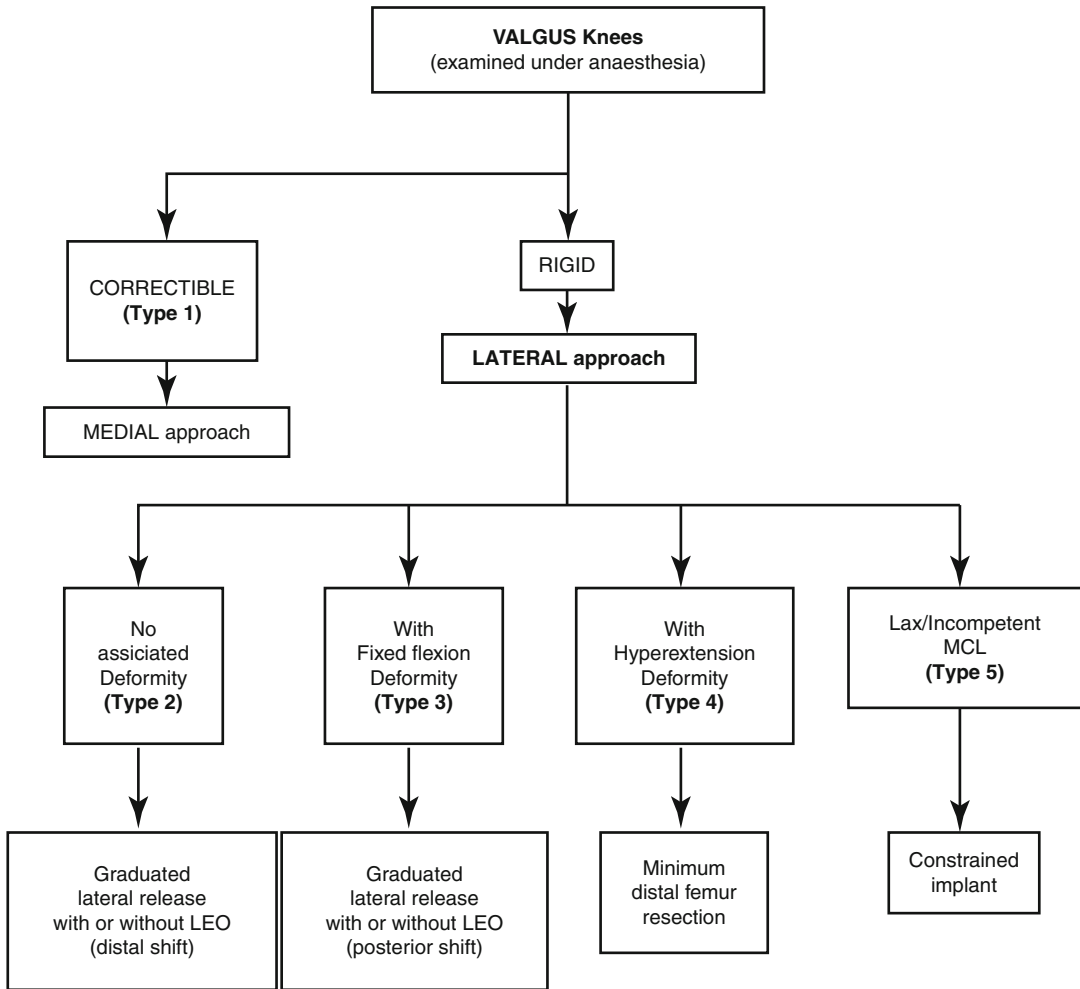 VALGUS Knees
(examined under anaesthesia)
CORRECTIBLE
(Type 1)
RIGID
LATERAL approach
MEDIAL approach
No
assiciated
Deformity
(Type 2)
With
Fixed flexion
Deformity
(Type 3)
With
Hyperextension
Deformity
(Type 4)
Lax/Incompetent
MCL
(Type 5)
Graduated
lateral release
with or without LEO
(distal shift)
Graduated
lateral release
with or without LEO
(posterior shift)
Minimum
distal femur
resection
Constrained
implant